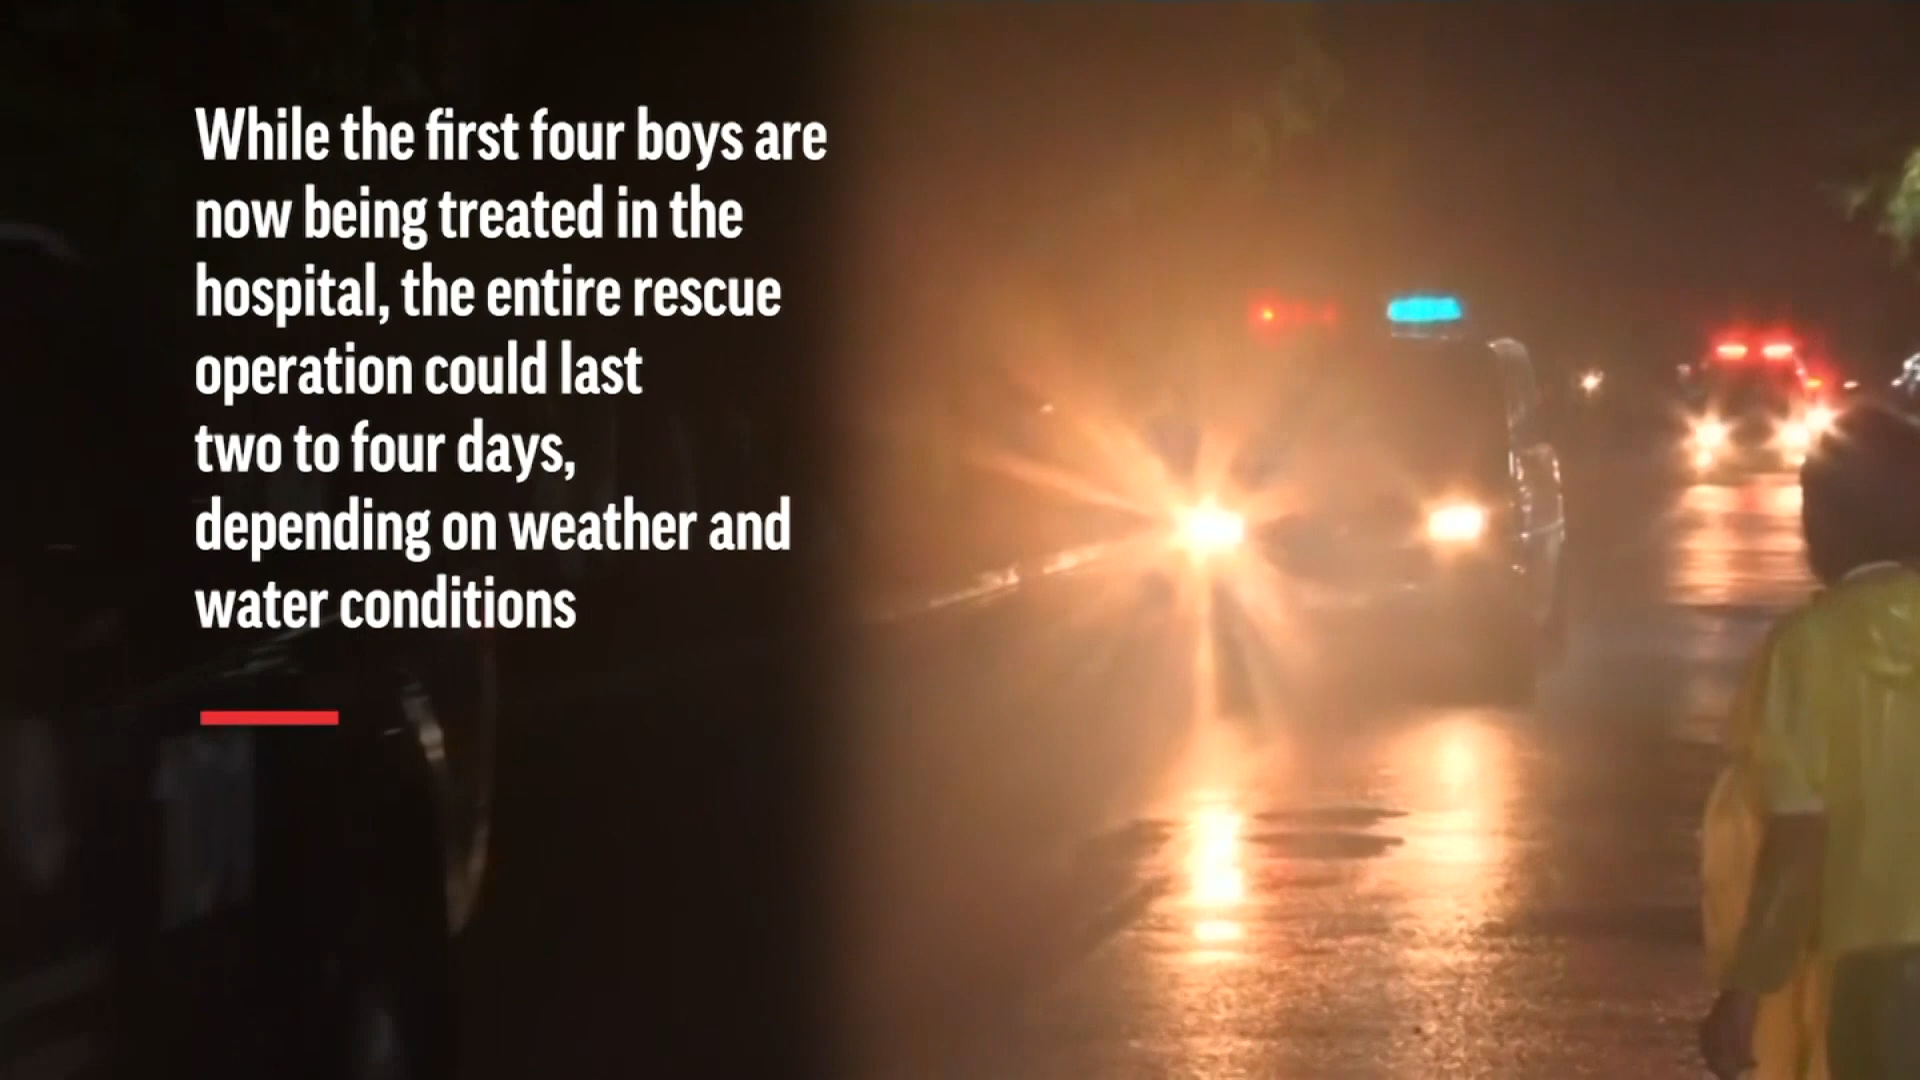 While the first four boys are
now being treated in the
hospital, the entire rescue
operation could last
two to four days,
depending on weather and
water conditions